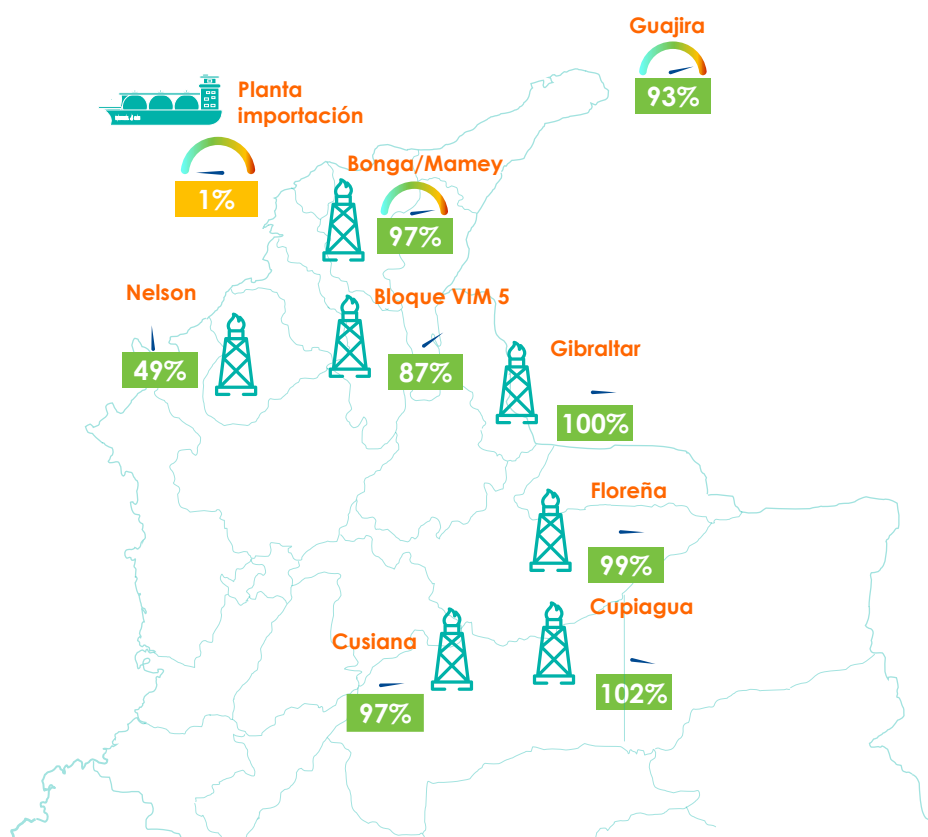 Guajira
93%
Planta
importación
1%
Bonga/Mamey
97%
Nelson
49%
Bloque VIM 5
87%
Gibraltar
100%
Floreña
99%
Cupiagua
102%
Cusiana
97%